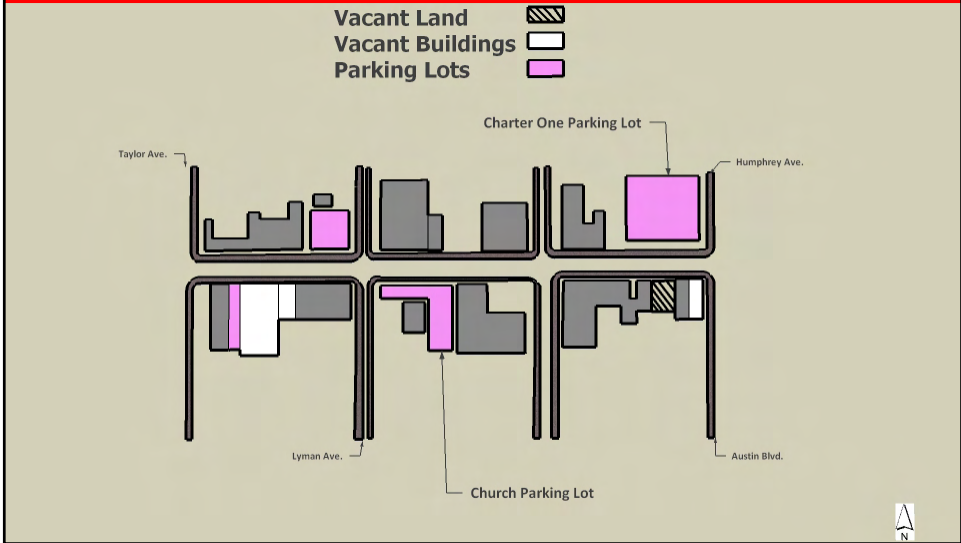 Vacant Land
Vacant Buildings
Parking Lots
Charter One Parking Lot
Taylor Ave.
Humphrey Ave.
Lyman Ave.
Austin Blvd.
Church Parking Lot
N